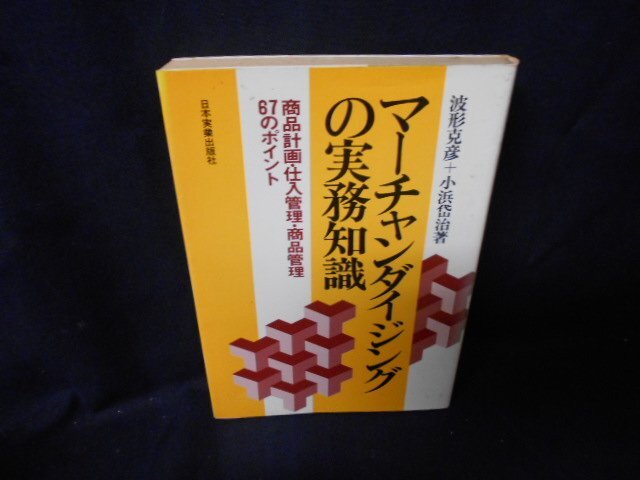 波形克彦+小浜岱治著
マーチャンダイジング
の実務知識
商品計画・仕入管理・商品管理
67のポイント
日本実業出版社